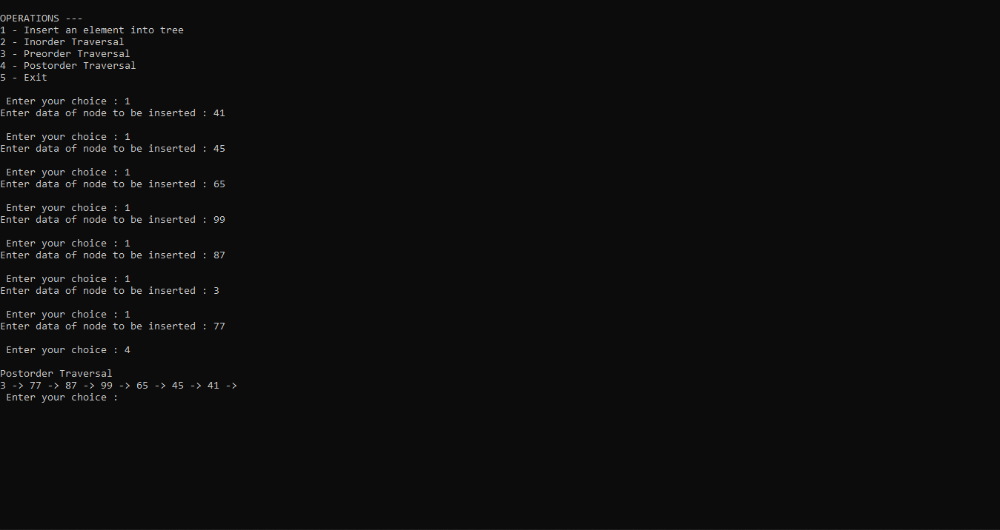 OPERATIONS ---
1 - Insert an element into tree
2 - Inorder Traversal
3 - Preorder Traversal
4 - Postorder Traversal
5 - Exit
Enter your choice : 1
Enter data of node to be inserted : 41
Enter your choice : 1
Enter data of node to be inserted : 45
Enter your choice : 1
Enter data of node to be inserted : 65
Enter your choice : 1
Enter data of node to be inserted : 99
Enter your choice : 1
Enter data of node to be inserted : 87
Enter your choice : 1
Enter data of node to be inserted : 3
Enter your choice : 1
Enter data of node to be inserted : 77
Enter your choice : 4
Postorder Traversal
3 -> 77 -> 87 -> 99 -> 65 -> 45 -> 41 ->
Enter your choice :